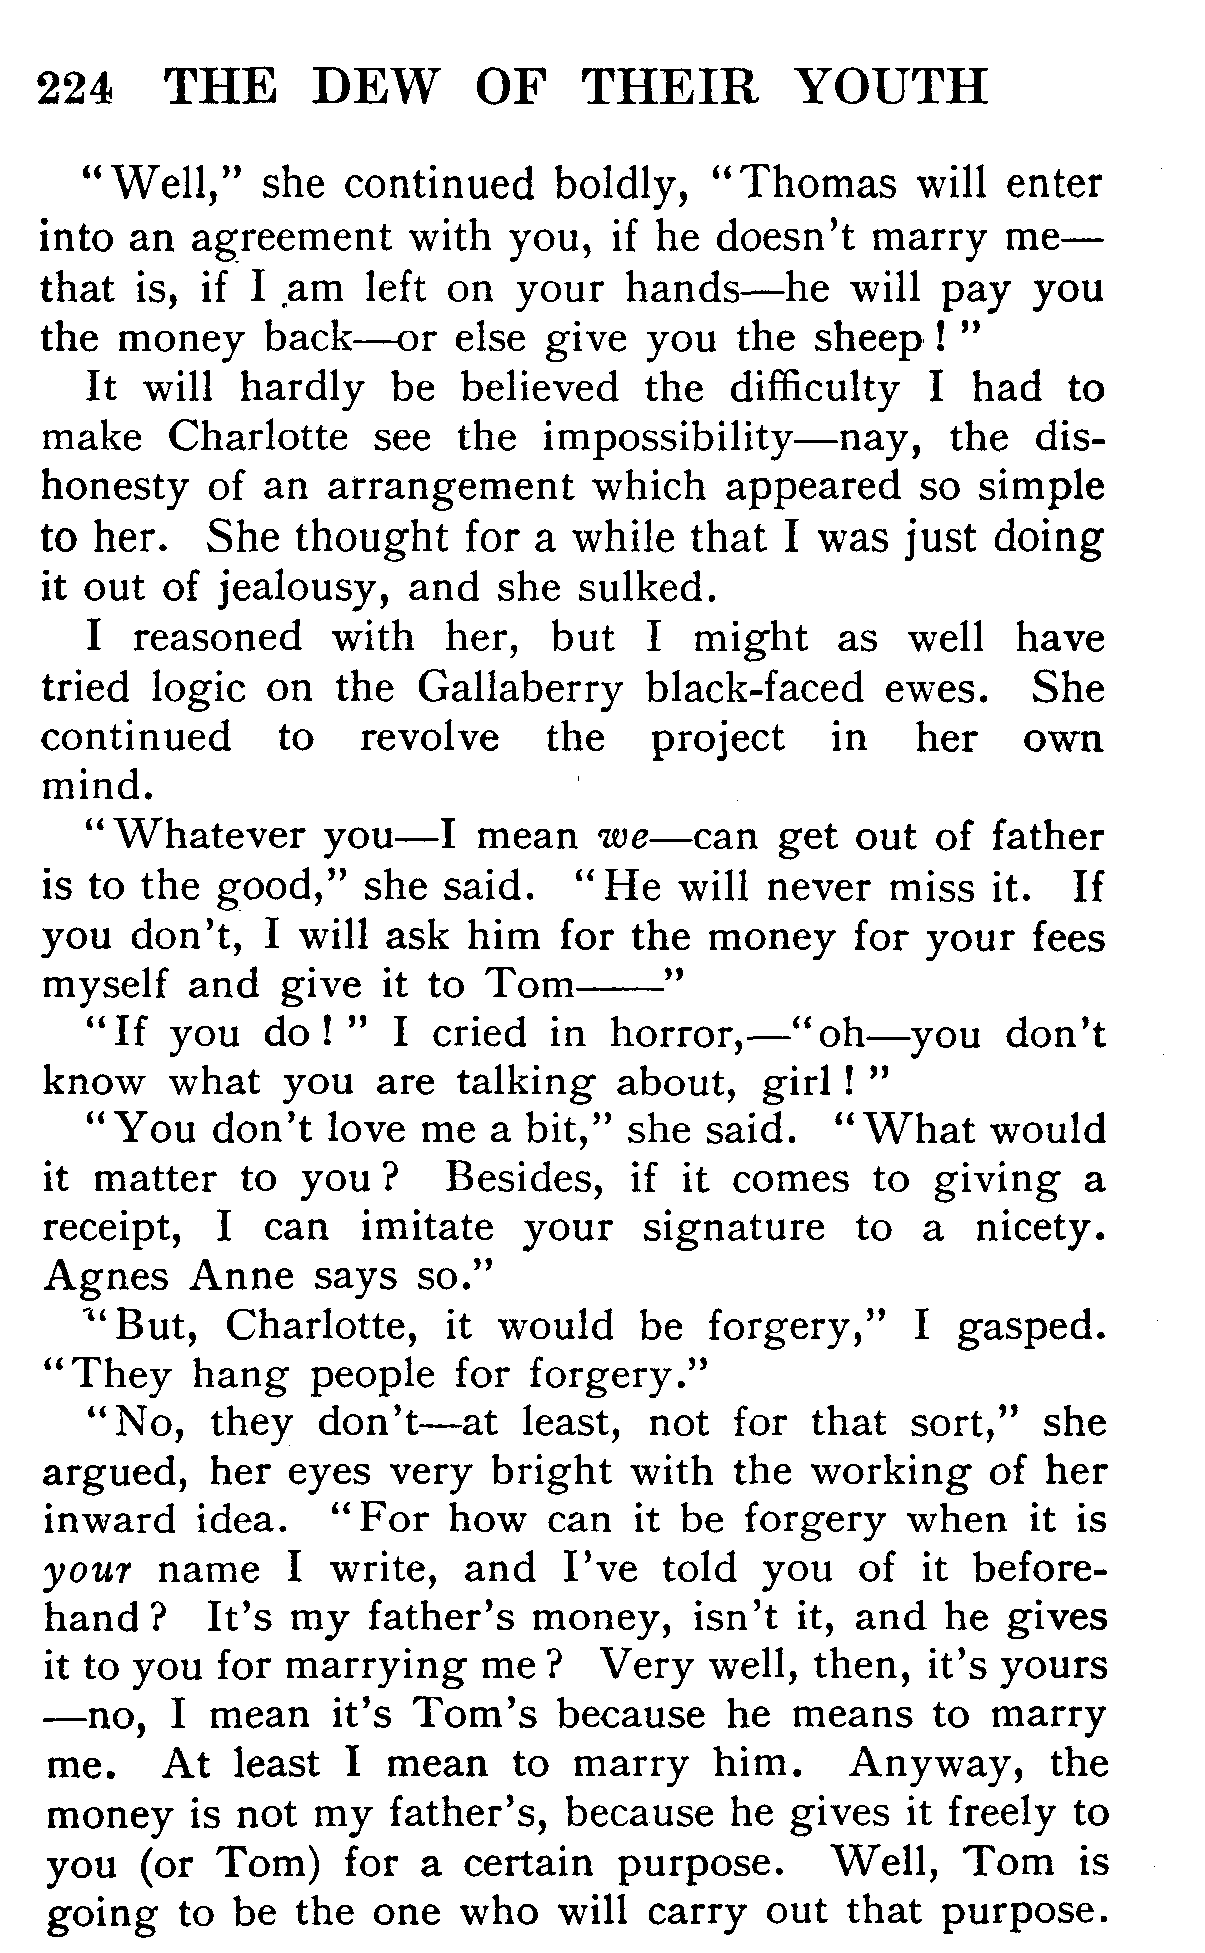 224 THE DEW OF THEIR YOUTH
"Well," she continued boldly, "Thomas will enter
into an agreement with you, if he doesn't marry me—
that is, if I am left on your hands—he will pay you
the money back—or else give you the sheep!"
It will hardly be believed the difficulty I had to
make Charlotte see the impossibility—nay, the dis-
honesty of an arrangement which appeared so simple
to her. She thought for a while that I was just doing
it out of jealousy, and she sulked.
I reasoned with her, but I might as well have
tried logic on the Gallaberry black-faced ewes. She
continued to revolve the project in her own
mind.
"Whatever you—I mean we—can get out of father
is to the good," she said. "He will never miss it. If
you don't, I will ask him for the money for your fees
myself and give it to Tom——"
"If you do!" I cried in horror,—"oh—you don't
know what you are talking about, girl!"
"You don't love me a bit," she said. "What would
it matter to you? Besides, if it comes to giving a
receipt, I can imitate your signature to a nicety.
Agnes Anne says so."
"But, Charlotte, it would be forgery," I gasped.
"They hang people for forgery."
"No, they don't—at least, not for that sort," she
argued, her eyes very bright with the working of her
inward idea. "For how can it be forgery when it is
your name I write, and I've told you of it before-
hand? It's my father's money, isn't it, and he gives
it to you for marrying me? Very well, then, it's yours
—no, I mean it's Tom's because he means to marry
me. At least I mean to marry him. Anyway, the
money is not my father's, because he gives it freely to
you (or Tom) for a certain purpose. Well, Tom is
going to be the one who will carry out that purpose.